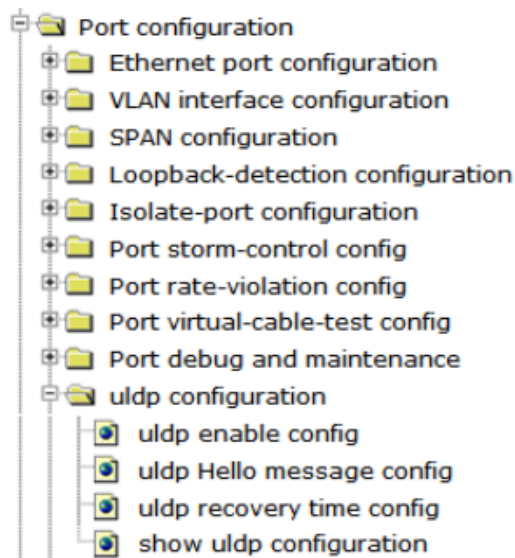 Port configuration
Ethernet port configuration
VLAN interface configuration
SPAN configuration
Loopback-detection configuration
Isolate-port configuration
Port storm-control config
Port rate-violation config
Port virtual-cable-test config
Port debug and maintenance
uldp configuration
uldp enable config
uldp Hello message config
uldp recovery time config
show uldp configuration